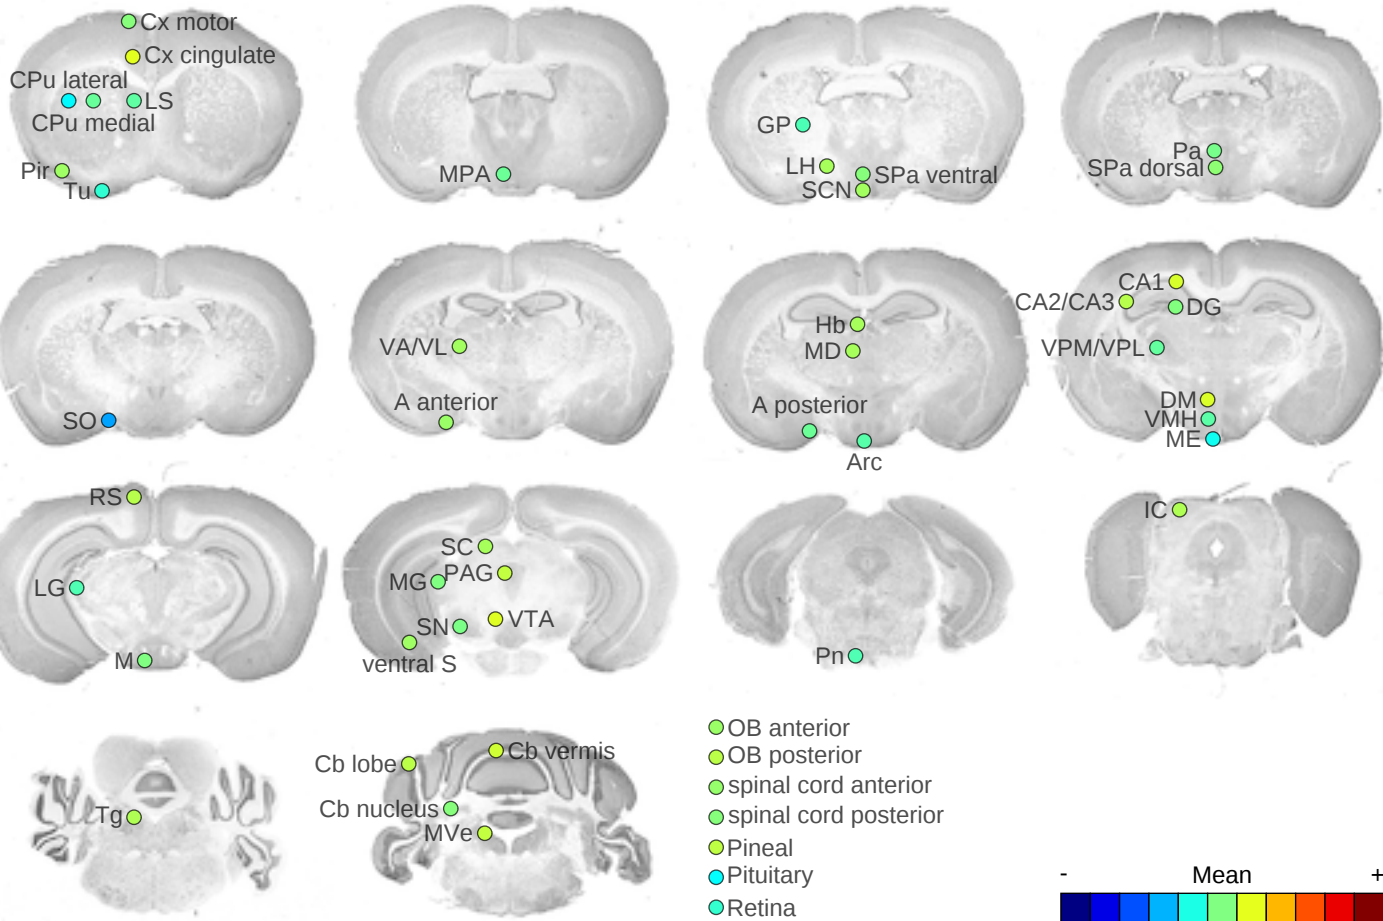 Cx motor
Cx cingulate
CPu lateral
LS
CPu medial
Pir
Tu
MPA
GP
LH
SPa ventral
SCN
Pa
SPa dorsal
SO
VA/VL
A anterior
Hb
MD
A posterior
Arc
CA1
CA2/CA3
DG
VPM/VPL
DM
VMH
ME
RS
LG
M
SC
PAG
MG
VTA
SN
ventral S
Pn
IC
Tg
Cb vermis
Cb lobe
Cb nucleus
MVe
OB anterior
OB posterior
spinal cord anterior
spinal cord posterior
Pineal
Pituitary
Retina
- Mean +